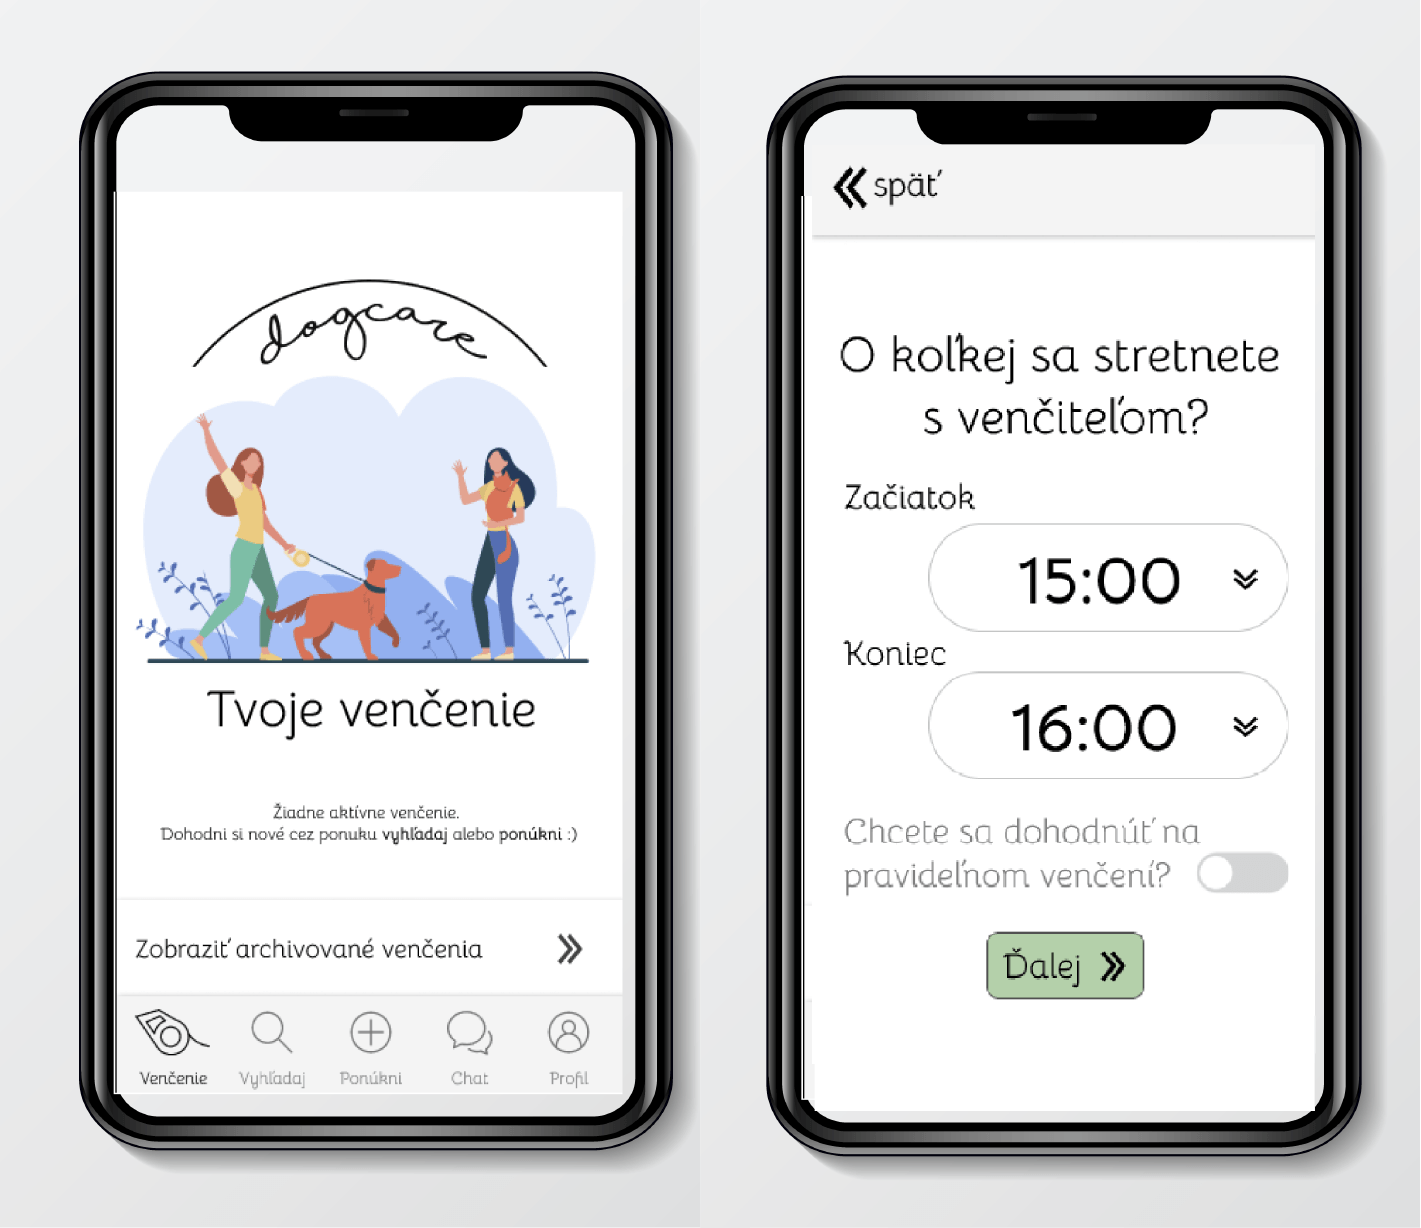 dogcare
Tvoje venčenie
Žiadne aktívne venčenie.
Dohodni si nové cez ponuku vyhľadaj alebo ponúkni :)
Zobraziť archivované venčenia
Venčenie
Vyhľadaj
Ponúkni
Chat
Profil
späť
O koľkej sa stretnete
s venčiteľom?
Začiatok
15:00
Koniec
16:00
Chcete sa dohodnúť na
pravideľnom venčení?
Ďalej